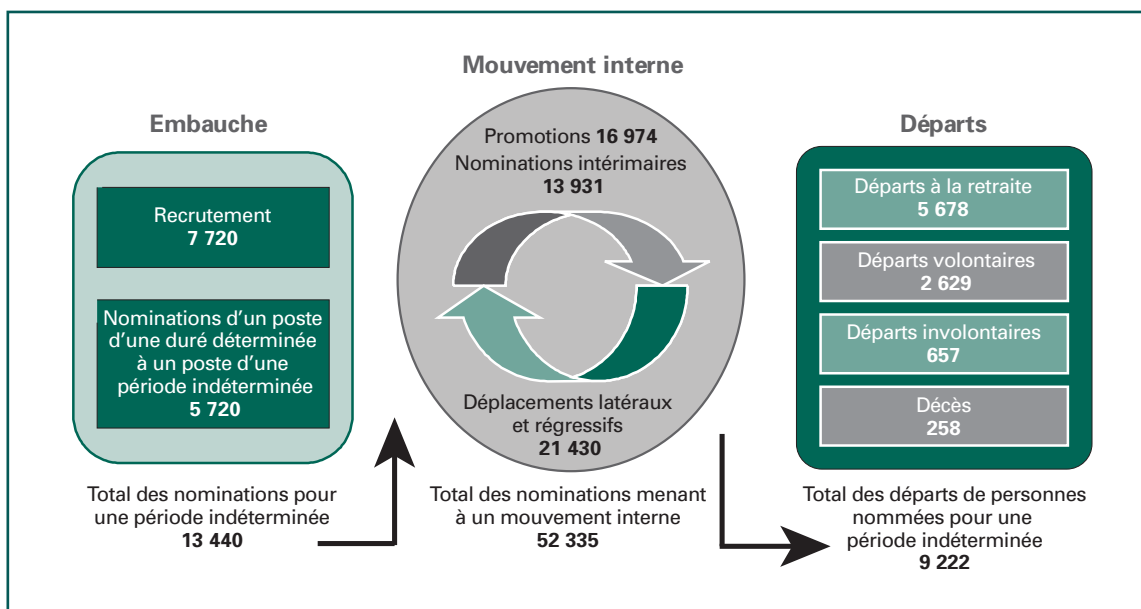 Mouvement interne
Embauche
Départs
Recrutement
7 720
Nominations d’un poste
d’une duré déterminée
à un poste d’une
période indéterminée
5 720
Total des nominations pour
une période indéterminée
13 440
Promotions 16 974
Nominations intérimaires
13 931
Déplacements latéraux
et régressifs
21 430
Total des nominations menant
à un mouvement interne
52 335
Départs à la retraite
5 678
Départs volontaires
2 629
Départs involontaires
657
Décès
258
Total des départs de personnes
nommées pour une
période indéterminée
9 222